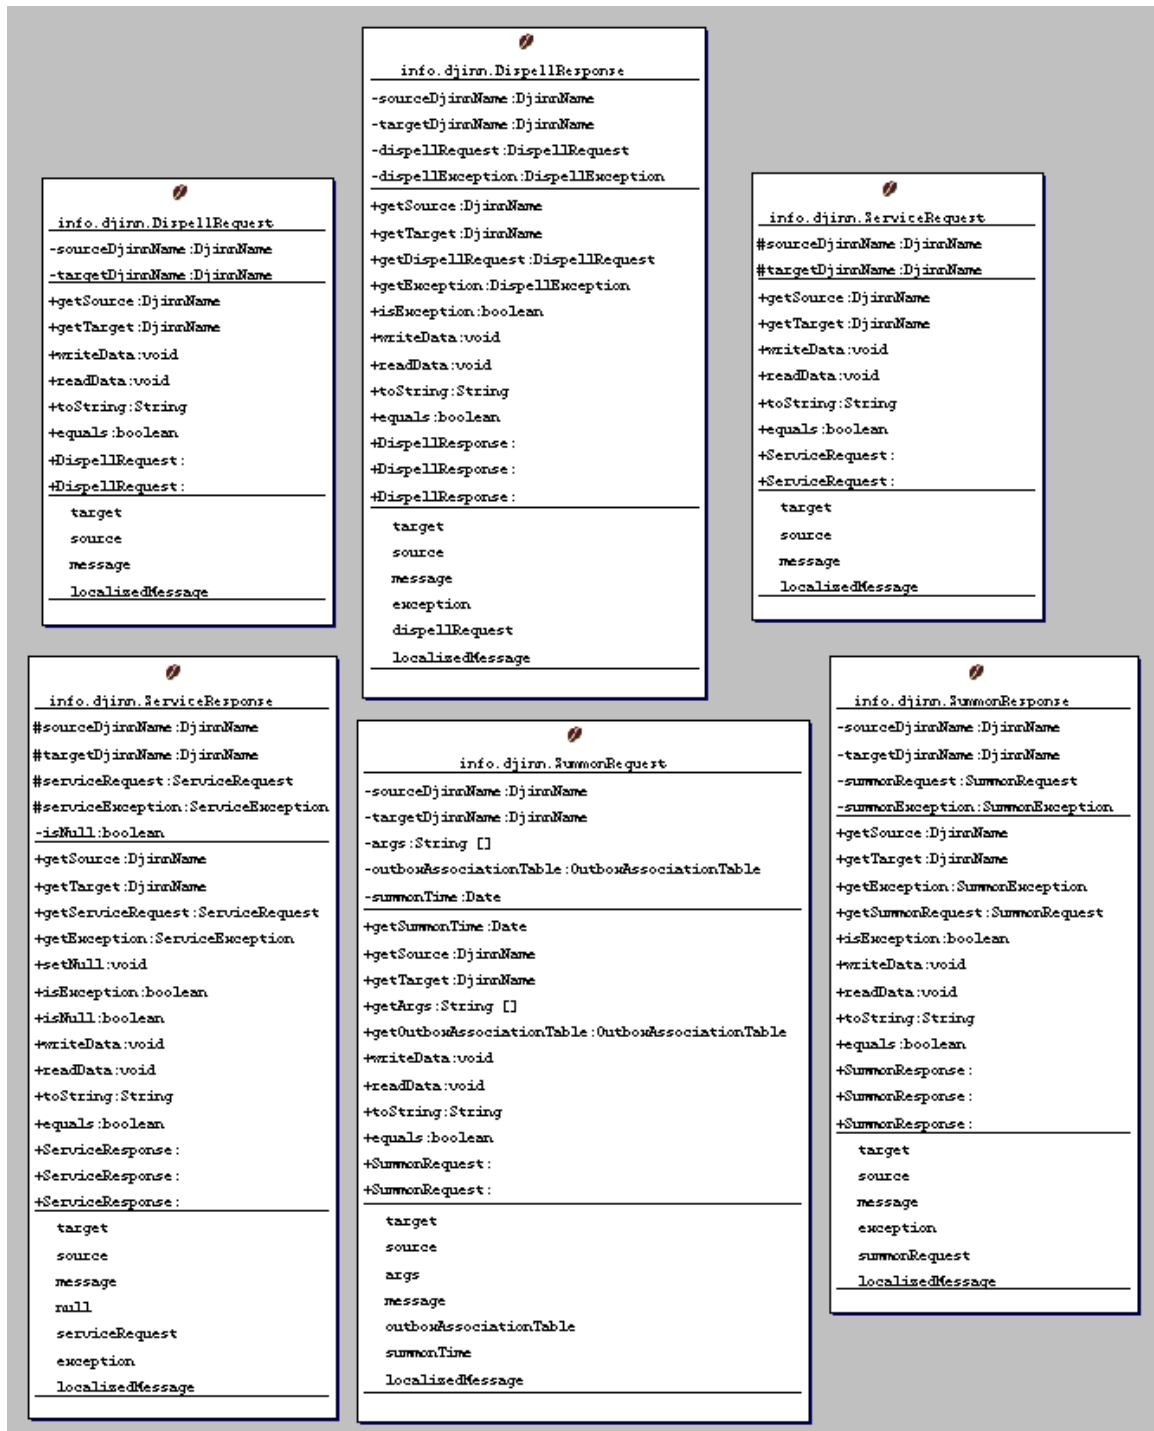 info.djinn.DispellRequest
-sourceDjinnName:DjinnName
-targetDjinnName:DjinnName
+getSource:DjinnName
+getTarget:DjinnName
+writeData:void
+readData:void
+toString:String
+equals:boolean
+DispellRequest:
+DispellRequest:
target
source
message
localizedMessage
info.djinn.DispellResponse
-sourceDjinnName:DjinnName
-targetDjinnName:DjinnName
-dispellRequest:DispellRequest
-dispellException:DispellException
+getSource:DjinnName
+getTarget:DjinnName
+getDispellRequest:DispellRequest
+getException:DispellException
+isException:boolean
+writeData:void
+readData:void
+toString:String
+equals:boolean
+DispellResponse:
+DispellResponse:
+DispellResponse:
target
source
message
exception
dispellRequest
localizedMessage
info.djinn.ServiceRequest
#sourceDjinnName:DjinnName
#targetDjinnName:DjinnName
+getSource:DjinnName
+getTarget:DjinnName
+writeData:void
+readData:void
+toString:String
+equals:boolean
+ServiceRequest:
+ServiceRequest:
target
source
message
localizedMessage
info.djinn.ServiceResponse
#sourceDjinnName:DjinnName
#targetDjinnName:DjinnName
#serviceRequest:ServiceRequest
#serviceException:ServiceException
-isNull:boolean
+getSource:DjinnName
+getTarget:DjinnName
+getServiceRequest:ServiceRequest
+getException:ServiceException
+setNull:void
+isException:boolean
+isNull:boolean
+writeData:void
+readData:void
+toString:String
+equals:boolean
+ServiceResponse:
+ServiceResponse:
+ServiceResponse:
target
source
message
null
serviceRequest
exception
localizedMessage
info.djinn.SummonRequest
-sourceDjinnName:DjinnName
-targetDjinnName:DjinnName
-args:String []
-outboxAssociationTable:OutboxAssociationTable
-summonTime:Date
+getSummonTime:Date
+getSource:DjinnName
+getTarget:DjinnName
+getArgs:String []
+getOutboxAssociationTable:OutboxAssociationTable
+writeData:void
+readData:void
+toString:String
+equals:boolean
+SummonRequest:
+SummonRequest:
target
source
args
message
outboxAssociationTable
summonTime
localizedMessage
info.djinn.SummonResponse
-sourceDjinnName:DjinnName
-targetDjinnName:DjinnName
-summonRequest:SummonRequest
-summonException:SummonException
+getSource:DjinnName
+getTarget:DjinnName
+getException:SummonException
+getSummonRequest:SummonRequest
+isException:boolean
+writeData:void
+readData:void
+toString:String
+equals:boolean
+SummonResponse:
+SummonResponse:
+SummonResponse:
target
source
message
exception
summonRequest
localizedMessage